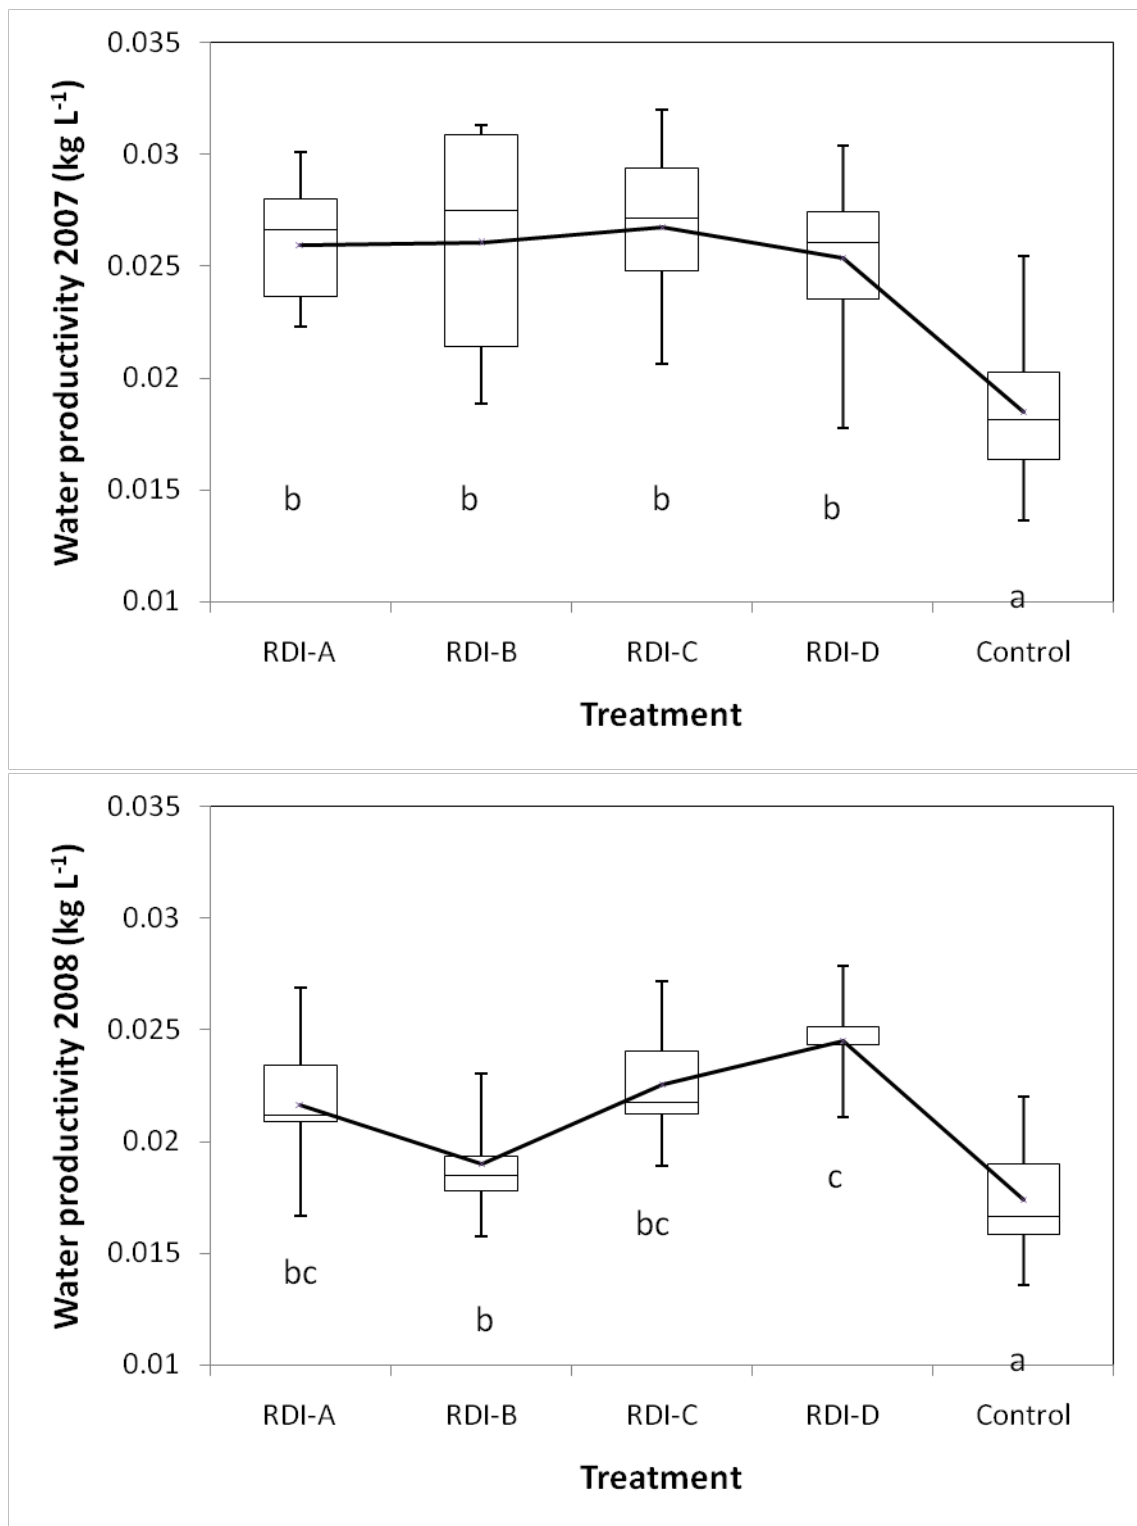 Water productivity 2007 (kg L⁻¹)
0.035
0.03
0.025
0.02
0.015
0.01
b b b b
a
RDI-A RDI-B RDI-C RDI-D Control
Treatment
Water productivity 2008 (kg L⁻¹)
0.035
0.03
0.025
0.02
0.015
0.01
c
bc
bc
b
a
RDI-A RDI-B RDI-C RDI-D Control
Treatment